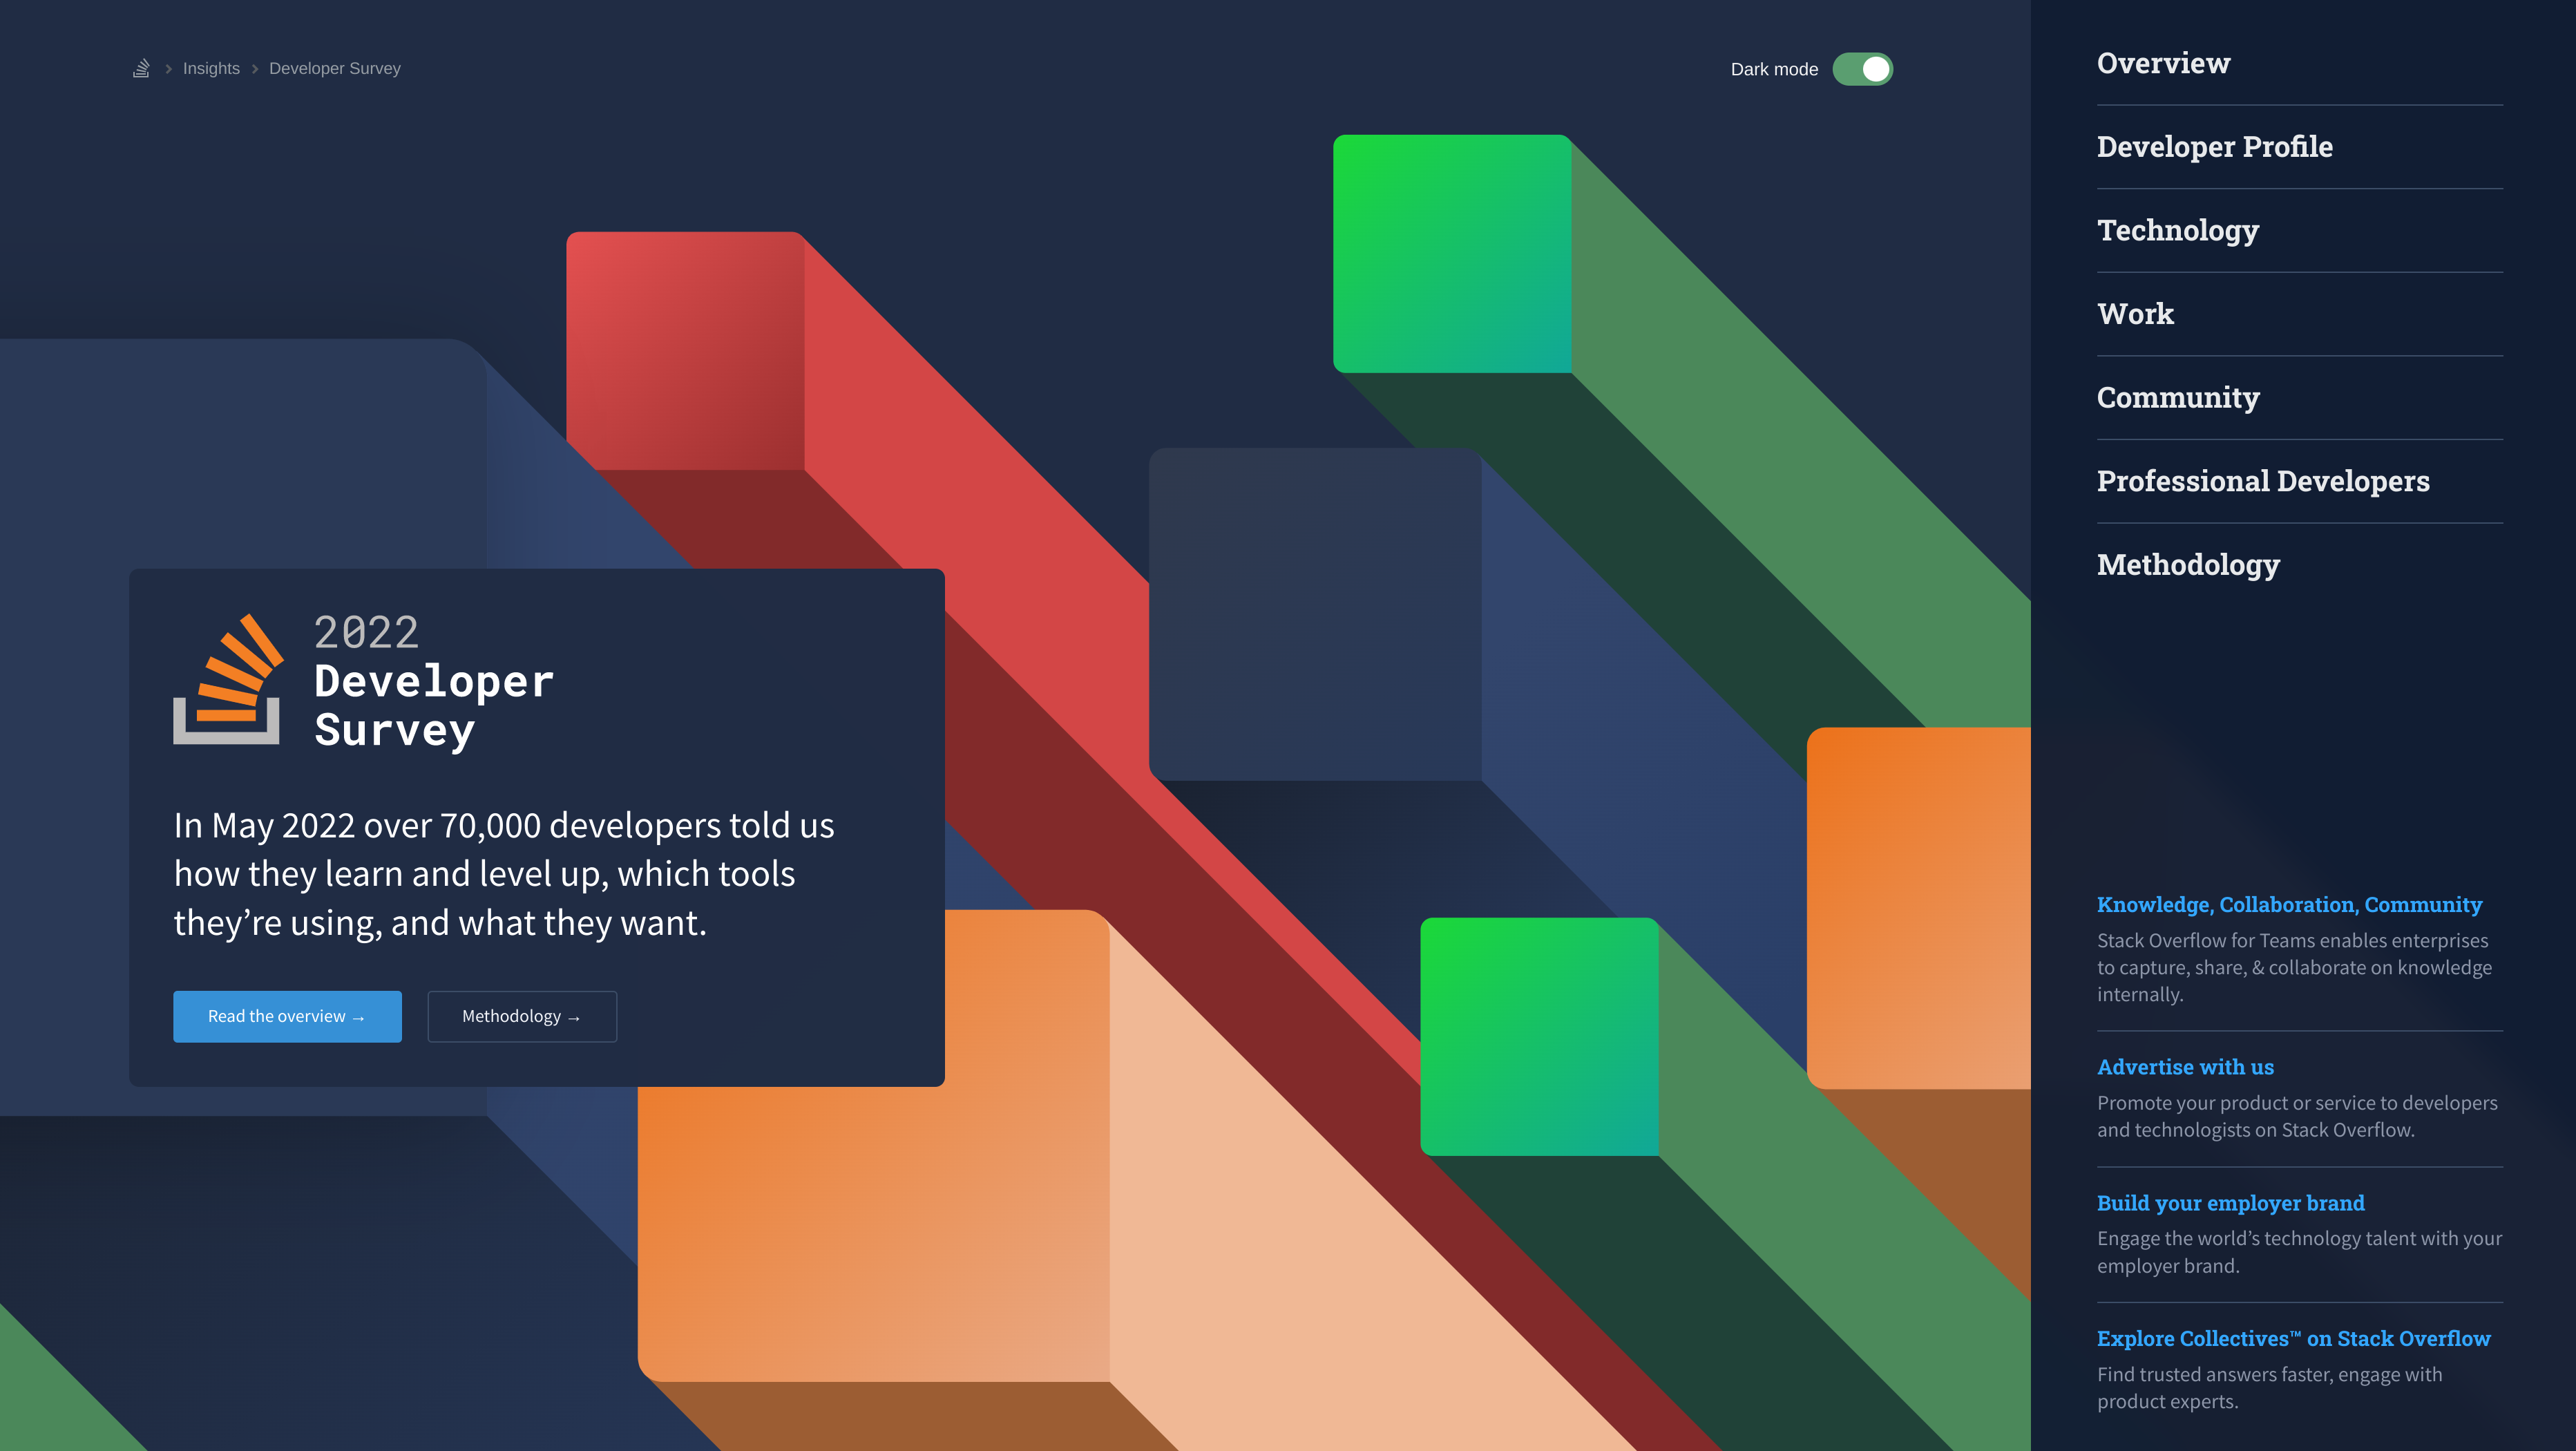 Insights
Developer Survey
Dark mode
2022
Developer
Survey
In May 2022 over 70,000 developers told us
how they learn and level up, which tools
they’re using, and what they want.
Read the overview →
Methodology →
Overview
Developer Profile
Technology
Work
Community
Professional Developers
Methodology
Knowledge, Collaboration, Community
Stack Overflow for Teams enables enterprises
to capture, share, & collaborate on knowledge
internally.
Advertise with us
Promote your product or service to developers
and technologists on Stack Overflow.
Build your employer brand
Engage the world’s technology talent with your
employer brand.
Explore Collectives™ on Stack Overflow
Find trusted answers faster, engage with
product experts.